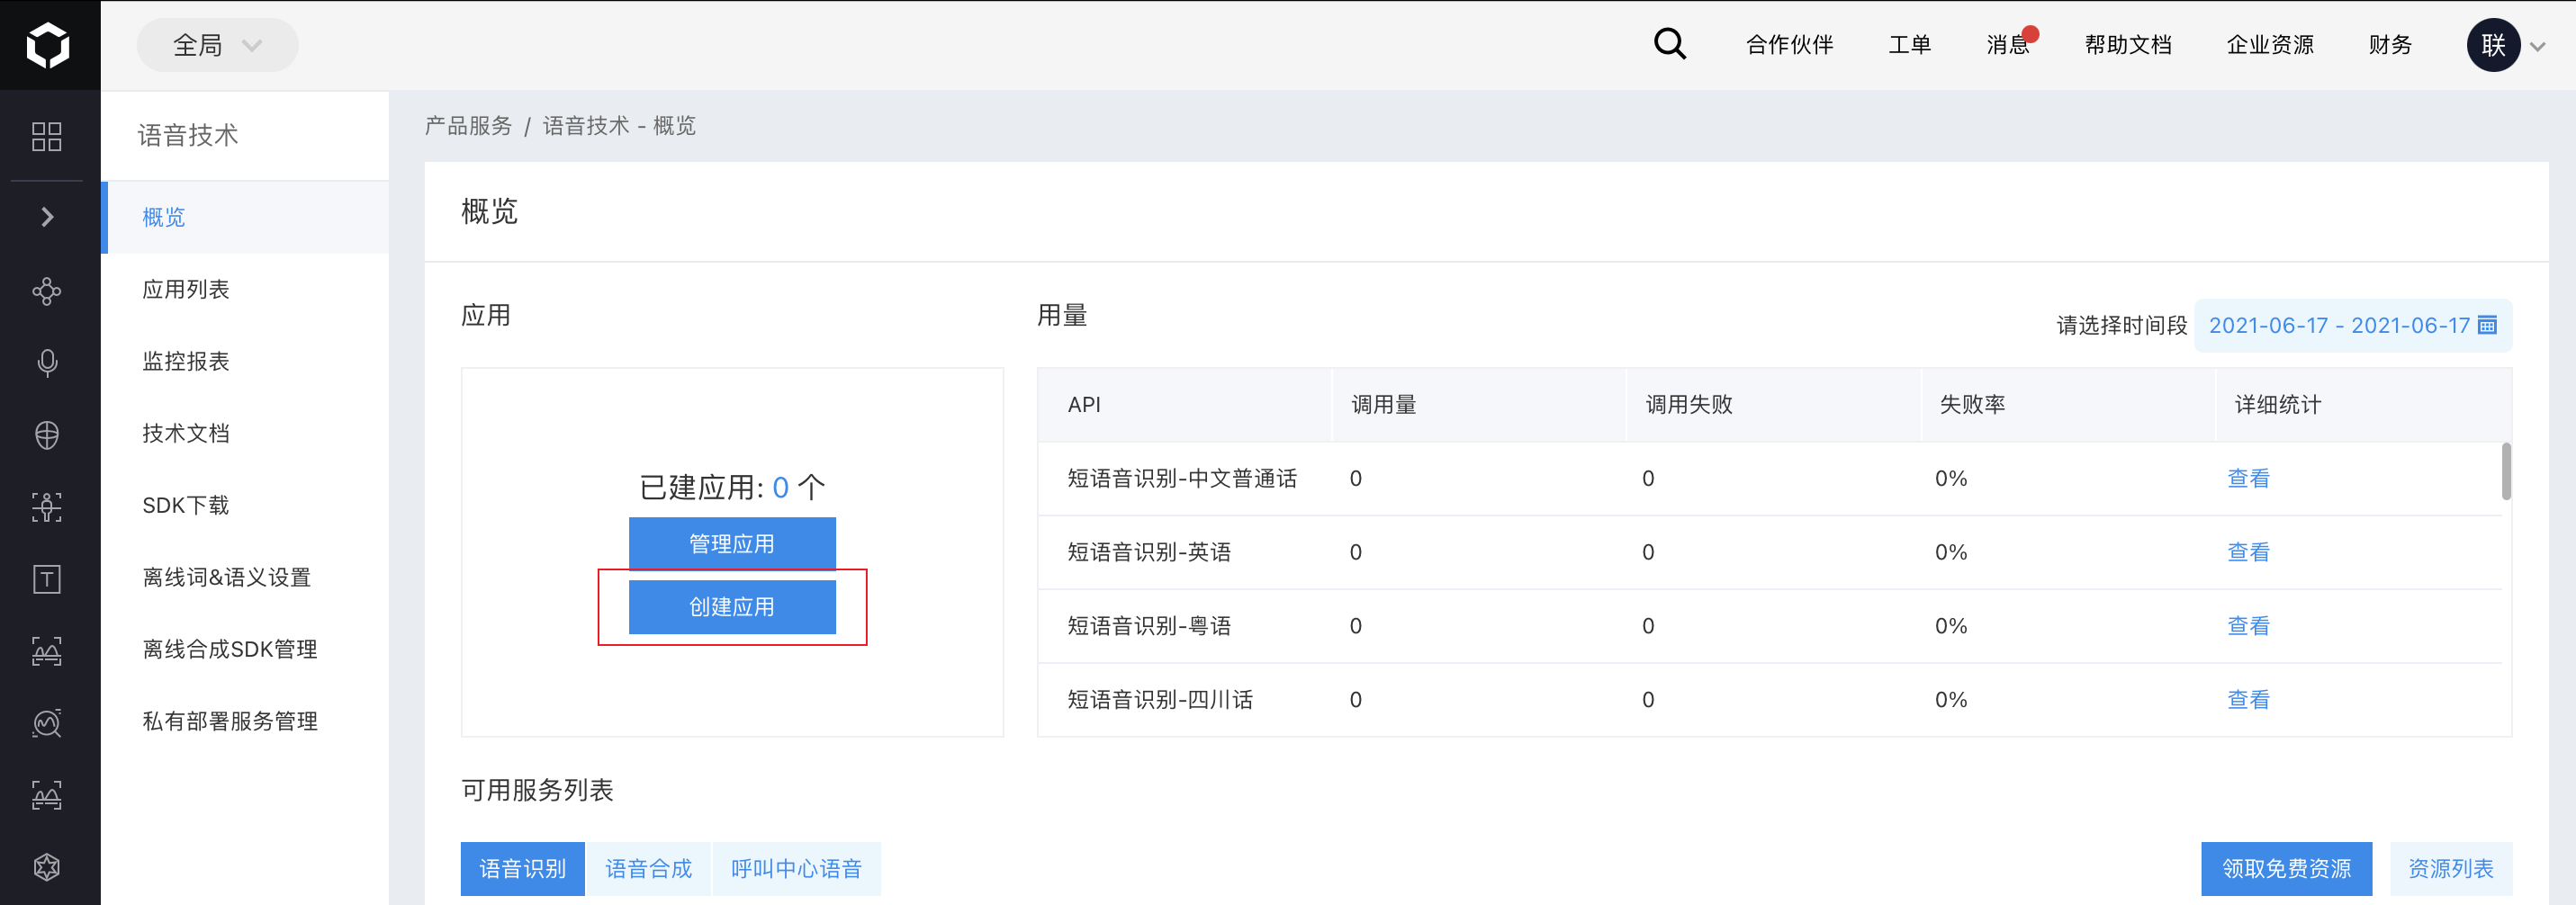 全局
合作伙伴
工单
消息
帮助文档
企业资源
财务
联
语音技术
概览
应用列表
监控报表
技术文档
SDK下载
离线词&语义设置
离线合成SDK管理
私有部署服务管理
产品服务 / 语音技术 - 概览
概览
应用
已建应用: 0 个
管理应用
创建应用
用量
请选择时间段 2021-06-17 - 2021-06-17
API 调用量 调用失败 失败率 详细统计
短语音识别-中文普通话 0 0 0% 查看
短语音识别-英语 0 0 0% 查看
短语音识别-粤语 0 0 0% 查看
短语音识别-四川话 0 0 0% 查看
可用服务列表
语音识别 语音合成 呼叫中心语音
领取免费资源 资源列表